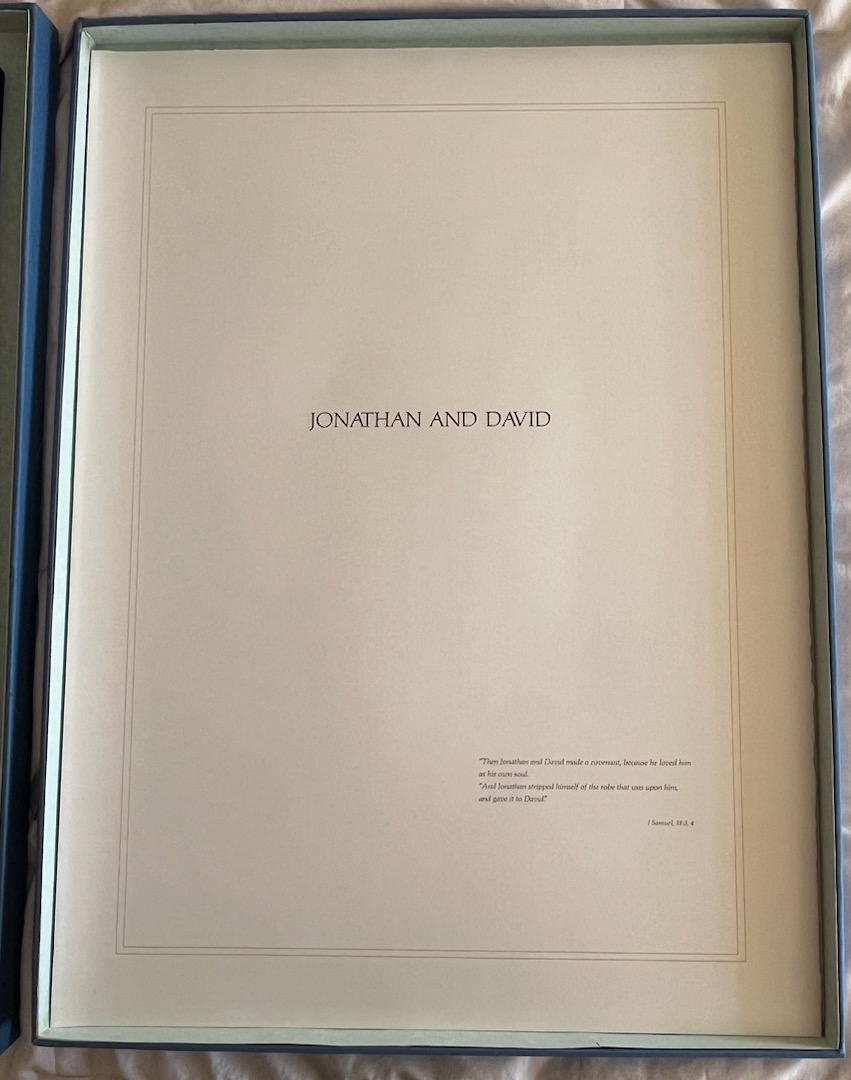 JONATHAN AND DAVID
"Then Jonathan and David made a covenant, because he loved him
as his own soul.
"And Jonathan stripped himself of the robe that was upon him,
and gave it to David."
I Samuel, 18:3, 4